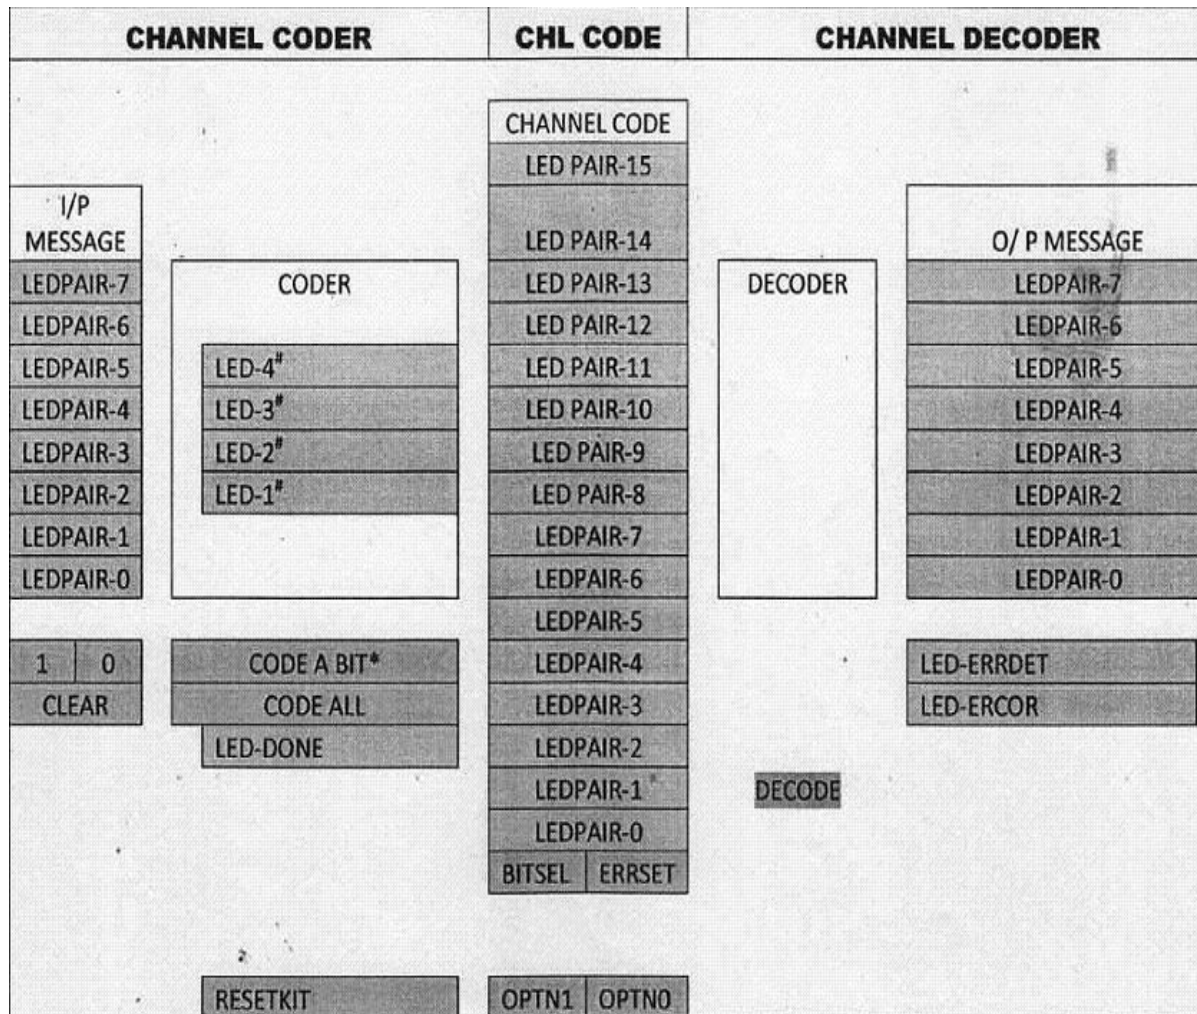 CHANNEL CODER
CHL CODE
CHANNEL DECODER
I/P
MESSAGE
LEDPAIR-7
LEDPAIR-6
LEDPAIR-5
LEDPAIR-4
LEDPAIR-3
LEDPAIR-2
LEDPAIR-1
LEDPAIR-0
1 0
CLEAR
CODER
LED-4#
LED-3#
LED-2#
LED-1#
CODE A BIT*
CODE ALL
LED-DONE
RESETKIT
CHANNEL CODE
LED PAIR-15
LED PAIR-14
LED PAIR-13
LED PAIR-12
LED PAIR-11
LED PAIR-10
LED PAIR-9
LED PAIR-8
LEDPAIR-7
LEDPAIR-6
LEDPAIR-5
LEDPAIR-4
LEDPAIR-3
LEDPAIR-2
LEDPAIR-1
LEDPAIR-0
BITSEL ERRSET
OPTN1 OPTN0
DECODER
DECODE
O/ P MESSAGE
LEDPAIR-7
LEDPAIR-6
LEDPAIR-5
LEDPAIR-4
LEDPAIR-3
LEDPAIR-2
LEDPAIR-1
LEDPAIR-0
LED-ERRDET
LED-ERCOR